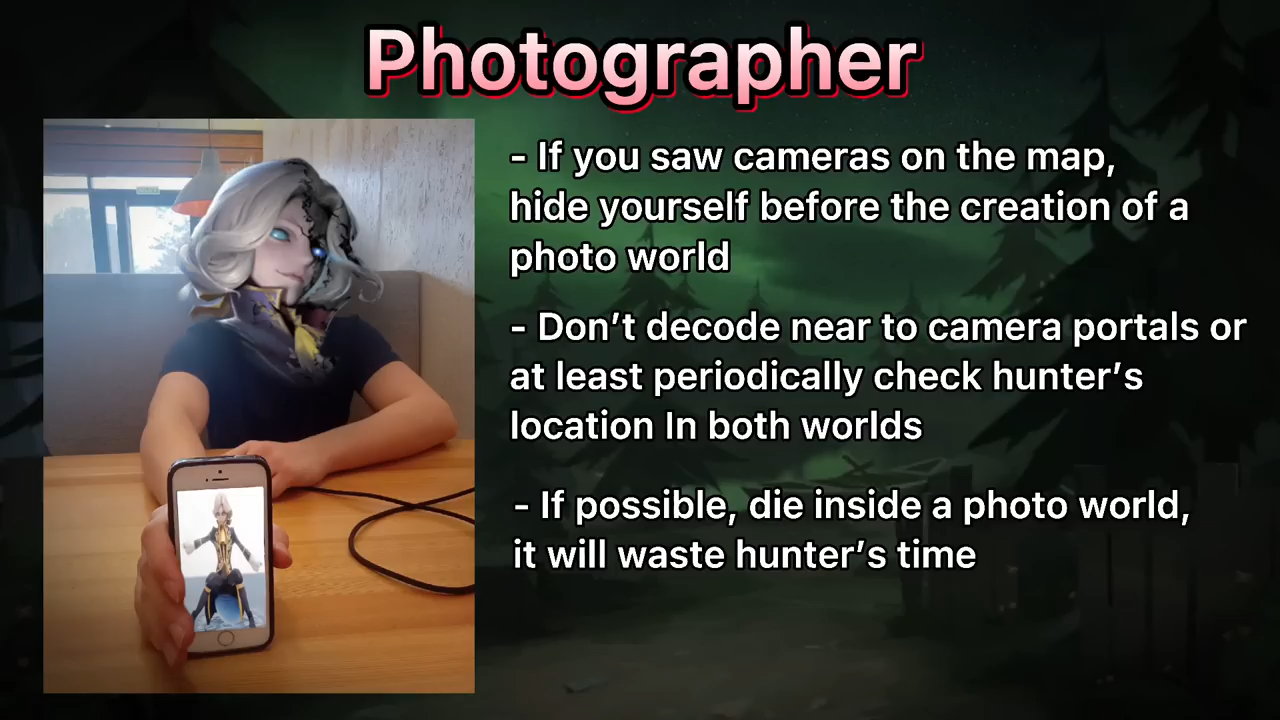 Photographer
- If you saw cameras on the map,
hide yourself before the creation of a
photo world
- Don’t decode near to camera portals or
at least periodically check hunter’s
location In both worlds
- If possible, die inside a photo world,
it will waste hunter’s time